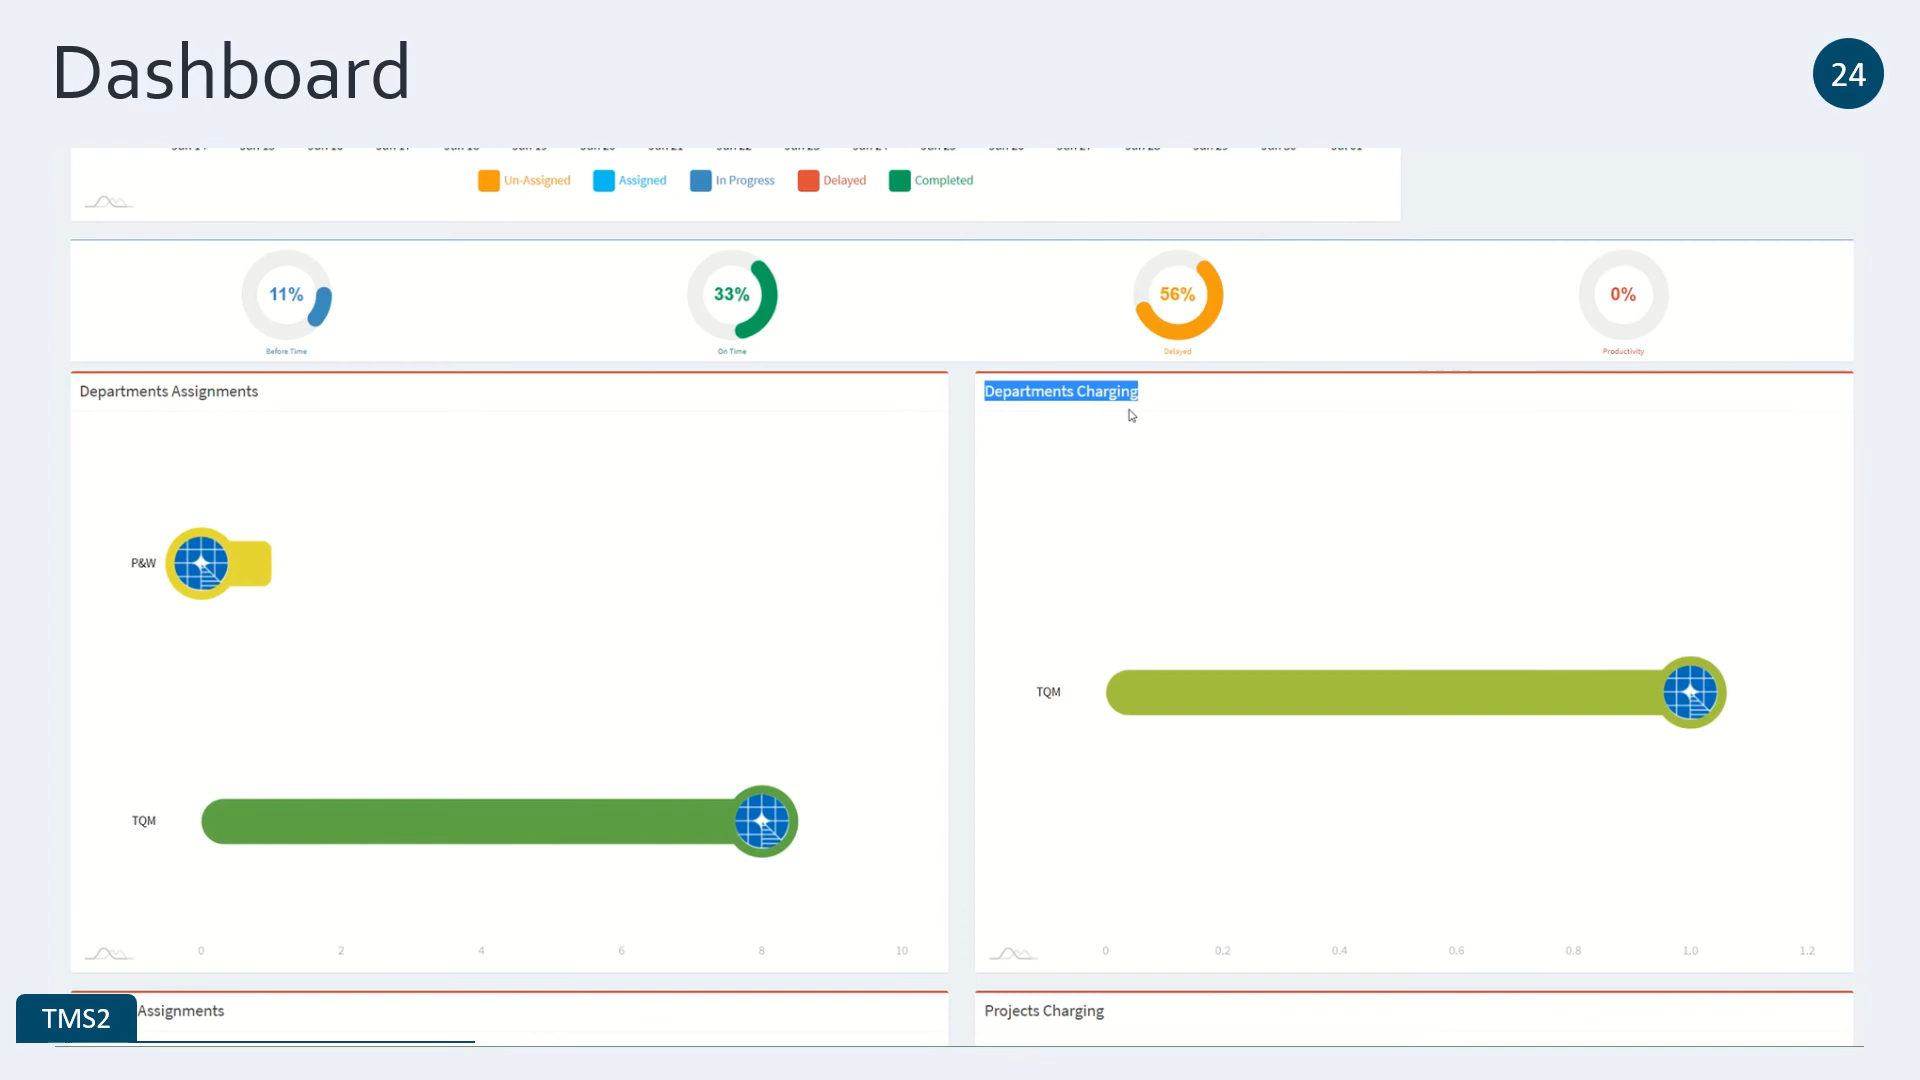 Dashboard
24
Un-Assigned Assigned In Progress Delayed Completed
11% 33% 56% 0%
Before Time On Time Delayed Productivity
Departments Assignments
Departments Charging
P&W
TQM
TQM
0 2 4 6 8 10
0 0.2 0.4 0.6 0.8 1.0 1.2
Assignments
Projects Charging
TMS2